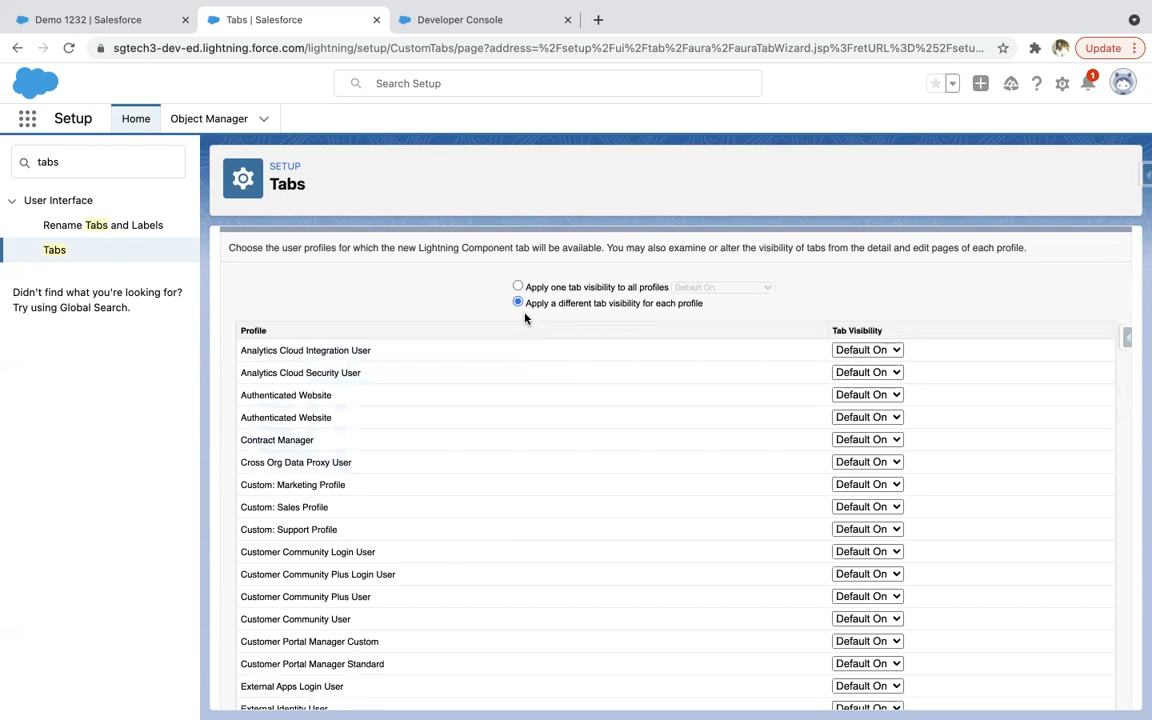 Demo 1232 | Salesforce
Tabs | Salesforce
Developer Console
sgtech3-dev-ed.lightning.force.com/lightning/setup/CustomTabs/page?address=%2Fsetup%2Fui%2Ftab%2Faura%2FauraTabWizard.jsp%3FretURL%3D%252Fsetu...
Update
Search Setup
1
Setup
Home
Object Manager
tabs
User Interface
Rename Tabs and Labels
Tabs
Didn't find what you're looking for?
Try using Global Search.
SETUP
Tabs
Choose the user profiles for which the new Lightning Component tab will be available. You may also examine or alter the visibility of tabs from the detail and edit pages of each profile.
Apply one tab visibility to all profiles Default On
Apply a different tab visibility for each profile
Profile Tab Visibility
Analytics Cloud Integration User Default On
Analytics Cloud Security User Default On
Authenticated Website Default On
Authenticated Website Default On
Contract Manager Default On
Cross Org Data Proxy User Default On
Custom: Marketing Profile Default On
Custom: Sales Profile Default On
Custom: Support Profile Default On
Customer Community Login User Default On
Customer Community Plus Login User Default On
Customer Community Plus User Default On
Customer Community User Default On
Customer Portal Manager Custom Default On
Customer Portal Manager Standard Default On
External Apps Login User Default On
External Identity User Default On